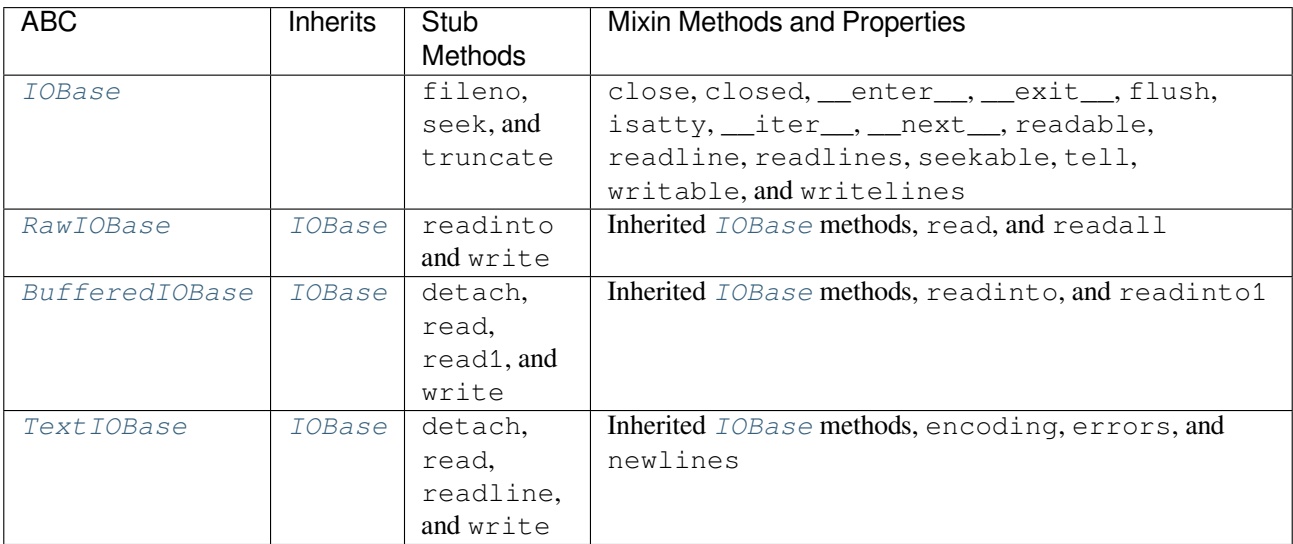 ABC Inherits Stub Methods Mixin Methods and Properties
IOBase fileno, seek, and truncate close, closed, __enter__, __exit__, flush,
isatty, __iter__, __next__, readable,
readline, readlines, seekable, tell,
writable, and writelines
RawIOBase IOBase readinto and write Inherited IOBase methods, read, and readall
BufferedIOBase IOBase detach, read, read1, and write Inherited IOBase methods, readinto, and readinto1
TextIOBase IOBase detach, read, readline, and write Inherited IOBase methods, encoding, errors, and
newlines